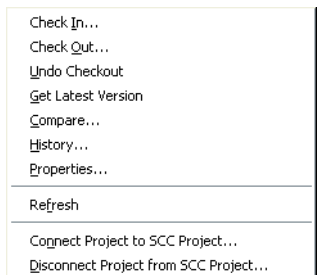 Check In...
Check Out...
Undo Checkout
Get Latest Version
Compare...
History...
Properties...
Refresh
Connect Project to SCC Project...
Disconnect Project from SCC Project...